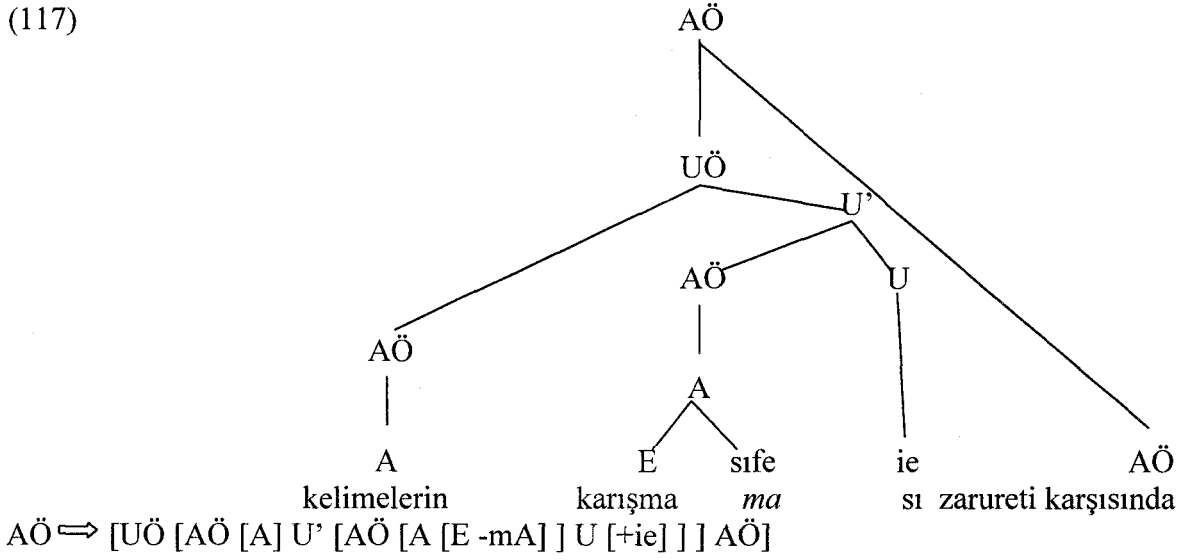 (117)
AÖ
UÖ
U'
AÖ U
AÖ
A
A E sıfe ie AÖ
kelimelerin karışma ma sı zarureti karşısında
AÖ ⇨ [UÖ [AÖ [A] U' [AÖ [A [E -mA] ] U [+ie] ] ] AÖ]